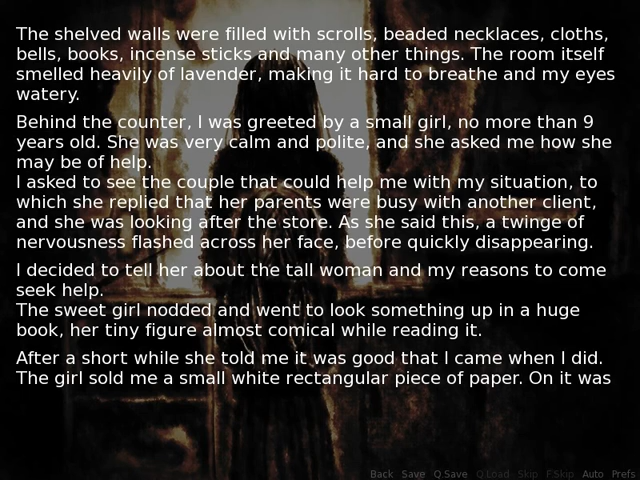 The shelved walls were filled with scrolls, beaded necklaces, cloths,
bells, books, incense sticks and many other things. The room itself
smelled heavily of lavender, making it hard to breathe and my eyes
watery.
Behind the counter, I was greeted by a small girl, no more than 9
years old. She was very calm and polite, and she asked me how she
may be of help.
I asked to see the couple that could help me with my situation, to
which she replied that her parents were busy with another client,
and she was looking after the store. As she said this, a twinge of
nervousness flashed across her face, before quickly disappearing.
I decided to tell her about the tall woman and my reasons to come
seek help.
The sweet girl nodded and went to look something up in a huge
book, her tiny figure almost comical while reading it.
After a short while she told me it was good that I came when I did.
The girl sold me a small white rectangular piece of paper. On it was
Back Save Q.Save Q.Load Skip F.Skip Auto Prefs